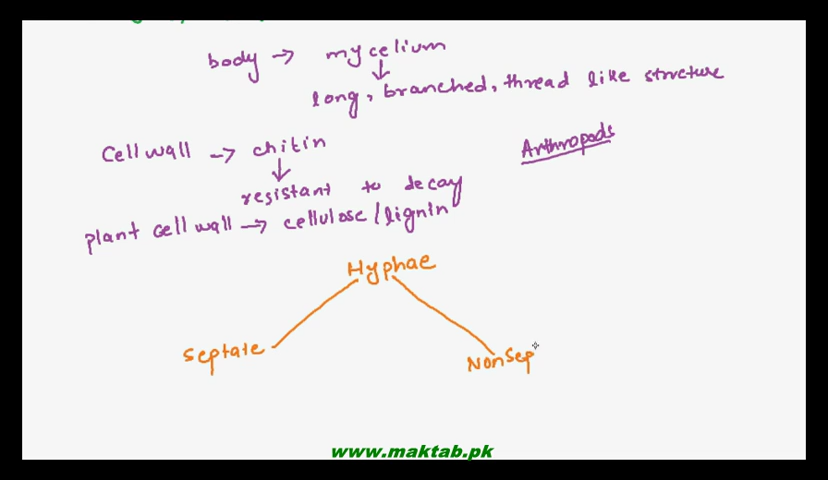 body → mycelium
↓
long, branched, thread like structure
Cell wall → chitin
Arthropods
↓
resistant to decay
plant cell wall → cellulose/lignin
Hyphae
Septate
NonSep
www.maktab.pk